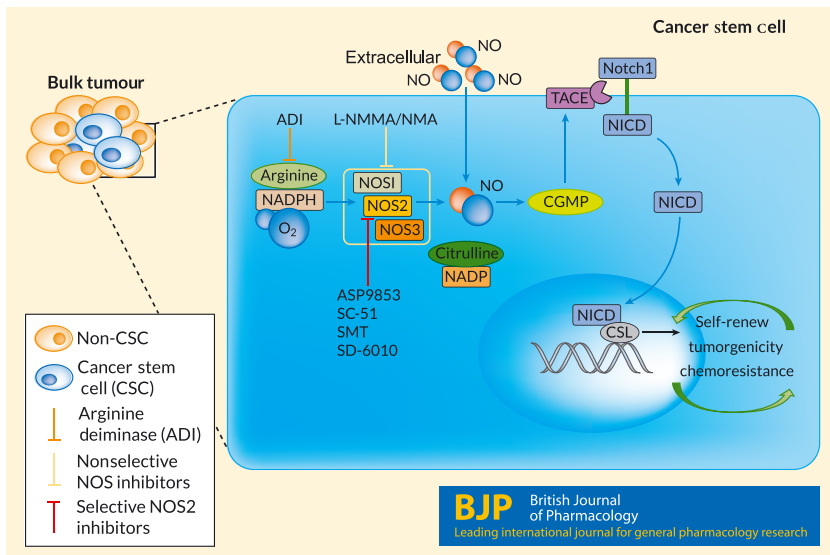 Cancer stem cell
Bulk tumour
Extracellular
NO
NO
NO
Notch1
TACE
NICD
ADI
L-NMMA/NMA
Arginine
NADPH
O2
NOSI
NOS2
NOS3
NO
CGMP
NICD
Citrulline
NADP
ASP9853
SC-51
SMT
SD-6010
NICD
CSL
Self-renew
tumorgenicity
chemoresistance
Non-CSC
Cancer stem
cell (CSC)
Arginine
deiminase (ADI)
Nonselective
NOS inhibitors
Selective NOS2
inhibitors
BJP
British Journal
of Pharmacology
Leading international journal for general pharmacology research